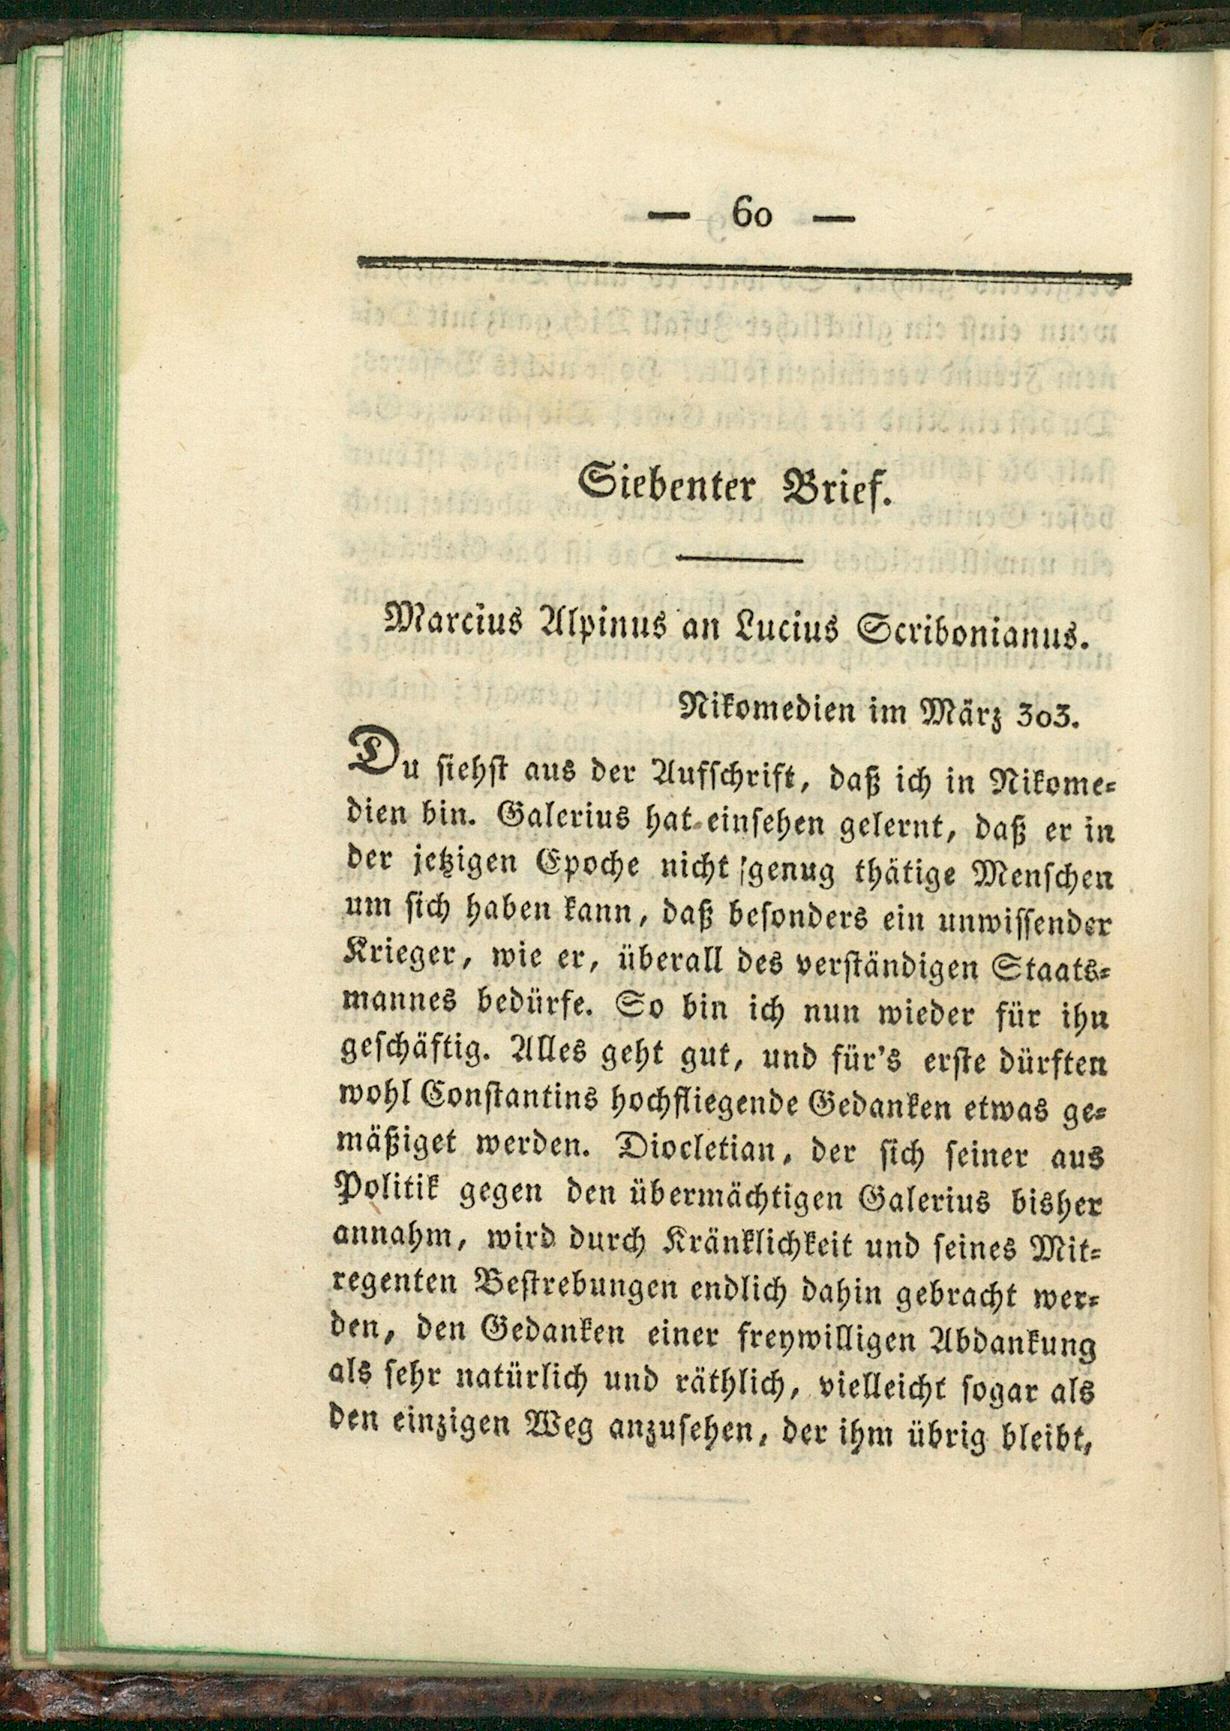 — 60 —
Siebenter Brief.
Marcius Alpinus an Lucius Scribonianus.
Nikomedien im März 303.
Du siehst aus der Aufschrift, daß ich in Nikome-
dien bin. Galerius hat einsehen gelernt, daß er in
der jetzigen Epoche nicht genug thätige Menschen
um sich haben kann, daß besonders ein unwissender
Krieger, wie er, überall des verständigen Staats-
mannes bedürfe. So bin ich nun wieder für ihn
geschäftig. Alles geht gut, und für's erste dürften
wohl Constantins hochfliegende Gedanken etwas ge-
mäßiget werden. Diocletian, der sich seiner aus
Politik gegen den übermächtigen Galerius bisher
annahm, wird durch Kränklichkeit und seines Mit-
regenten Bestrebungen endlich dahin gebracht wer-
den, den Gedanken einer freywilligen Abdankung
als sehr natürlich und räthlich, vielleicht sogar als
den einzigen Weg anzusehen, der ihm übrig bleibt,